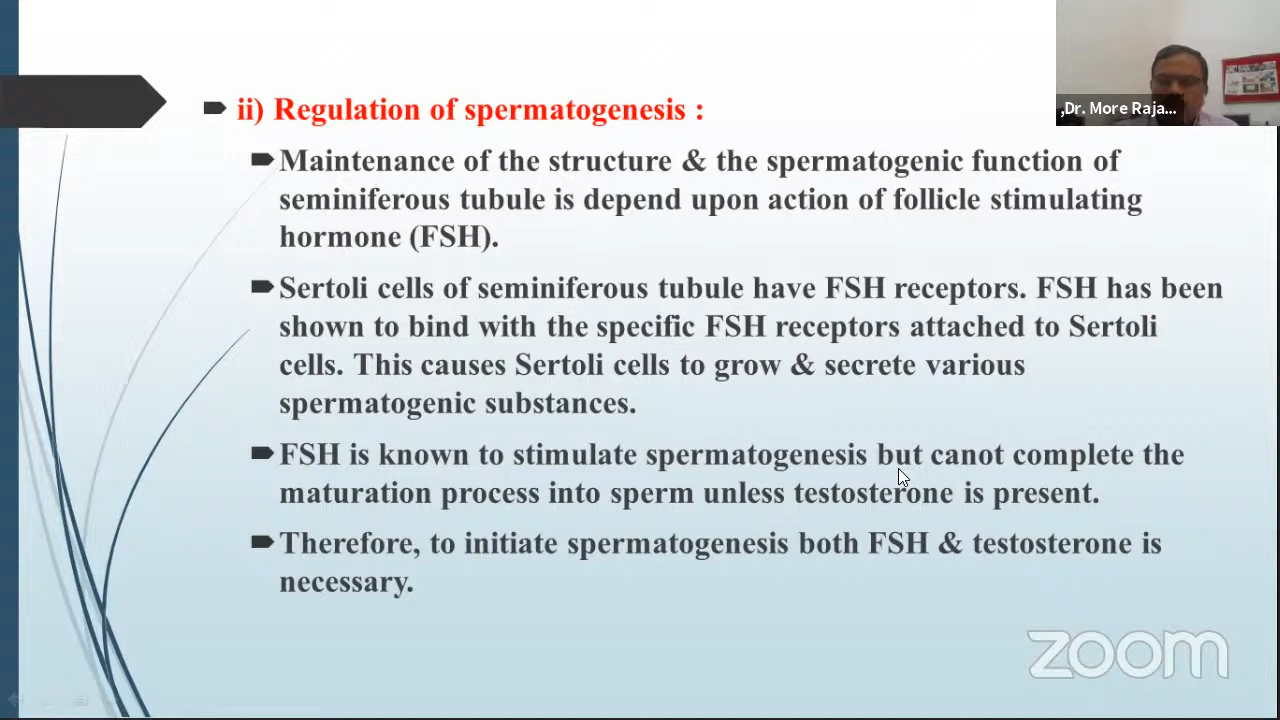 ii) Regulation of spermatogenesis :
,Dr. More Raja...
Maintenance of the structure & the spermatogenic function of
seminiferous tubule is depend upon action of follicle stimulating
hormone (FSH).
Sertoli cells of seminiferous tubule have FSH receptors. FSH has been
shown to bind with the specific FSH receptors attached to Sertoli
cells. This causes Sertoli cells to grow & secrete various
spermatogenic substances.
FSH is known to stimulate spermatogenesis but canot complete the
maturation process into sperm unless testosterone is present.
Therefore, to initiate spermatogenesis both FSH & testosterone is
necessary.
zoom